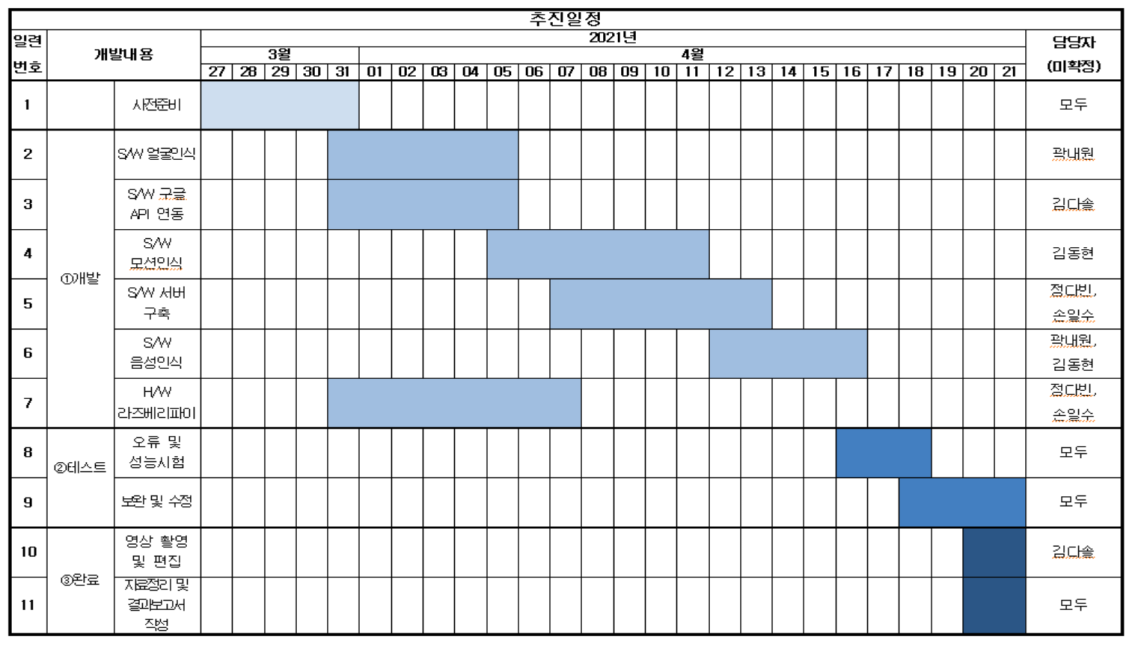 추진일정
일련
번호
개발내용
2021년
담당자
(미확정)
3월
4월
27 28 29 30 31 01 02 03 04 05 06 07 08 09 10 11 12 13 14 15 16 17 18 19 20 21
1
사전준비
모두
①개발
2
S/W 얼굴인식
곽내원
3
S/W 구글
API 연동
김다솔
4
S/W
모션인식
김동현
5
S/W 서버
구축
정다빈,
손일수
6
S/W
음성인식
곽내원,
김동현
7
H/W
라즈베리파이
정다빈,
손일수
②테스트
8
오류 및
성능시험
모두
9
보완 및 수정
모두
③완료
10
영상 촬영
및 편집
김다솔
11
자료정리 및
결과보고서
작성
모두